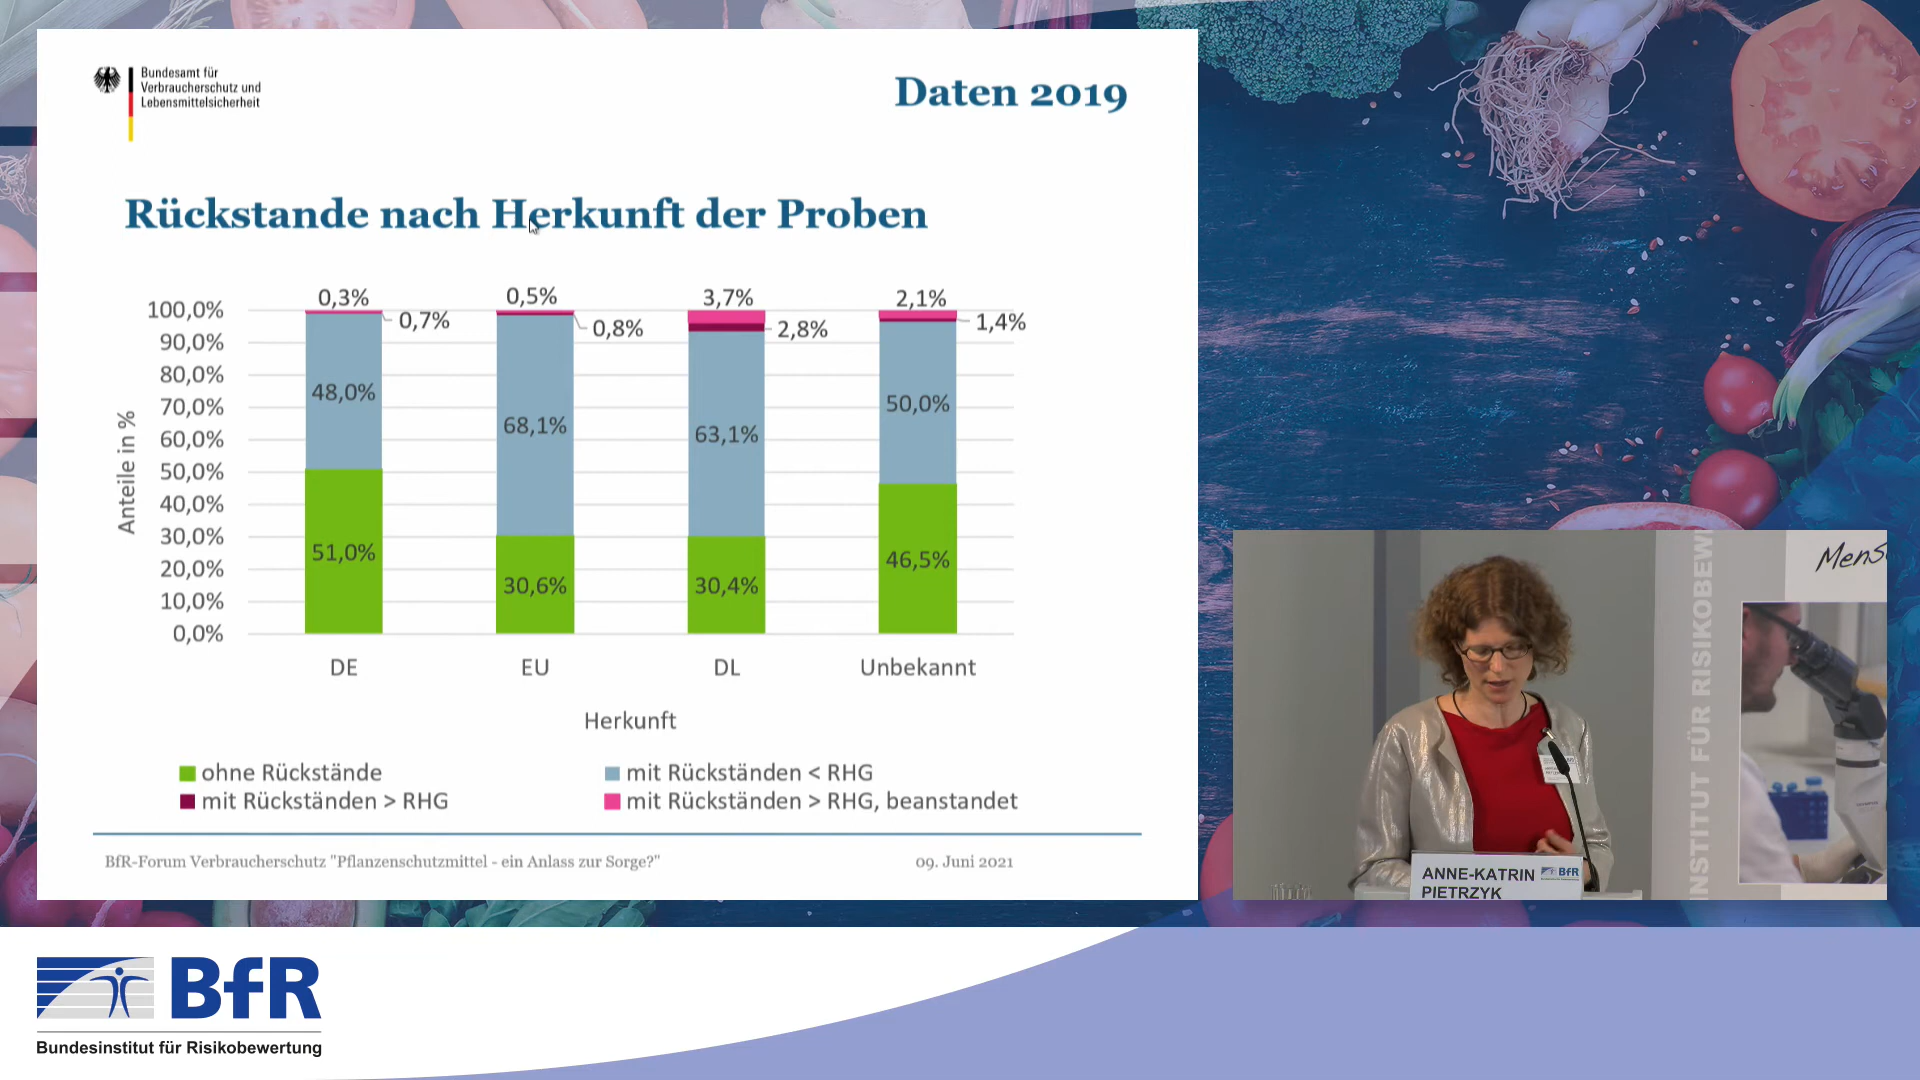 Bundesamt für
Verbraucherschutz und
Lebensmittelsicherheit
Daten 2019
Rückstande nach Herkunft der Proben
Anteile in %
100,0%
90,0%
80,0%
70,0%
60,0%
50,0%
40,0%
30,0%
20,0%
10,0%
0,0%
0,3%
0,7%
48,0%
51,0%
0,5%
0,8%
68,1%
30,6%
3,7%
2,8%
63,1%
30,4%
2,1%
1,4%
50,0%
46,5%
DE EU DL Unbekannt
Herkunft
ohne Rückstände
mit Rückständen < RHG
mit Rückständen > RHG
mit Rückständen > RHG, beanstandet
BfR-Forum Verbraucherschutz "Pflanzenschutzmittel - ein Anlass zur Sorge?"
09. Juni 2021
INSTITUT FÜR RISIKOBEW
Mens
ANNE-KATRIN
PIETRZYK
BfR
BfR
Bundesinstitut für Risikobewertung